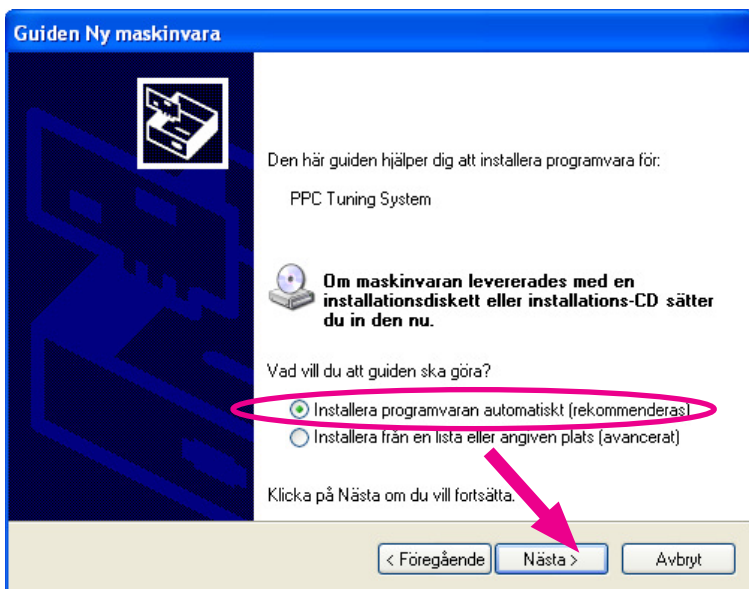 Guiden Ny maskinvara
Den här guiden hjälper dig att installera programvara för:
PPC Tuning System
Om maskinvaran levererades med en
installationsdiskett eller installations-CD sätter
du in den nu.
Vad vill du att guiden ska göra?
Installera programvaran automatiskt (rekommenderas)
Installera från en lista eller angiven plats (avancerat)
Klicka på Nästa om du vill fortsätta.
< Föregående
Nästa >
Avbryt